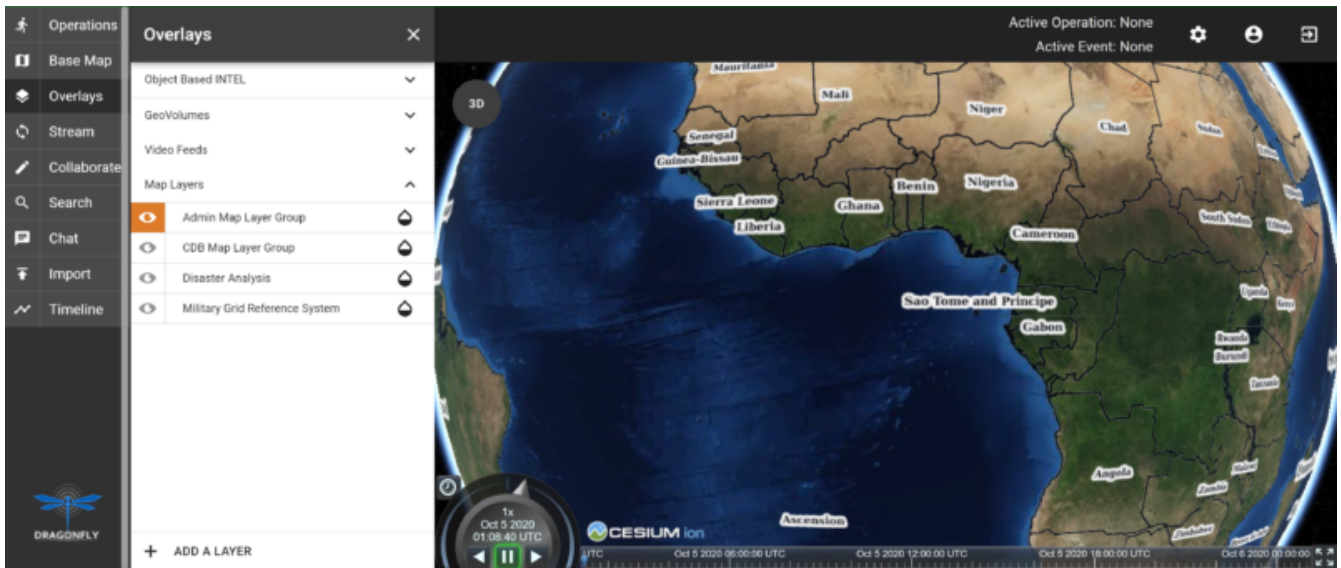 Operations
Base Map
Overlays
Stream
Collaborate
Search
Chat
Import
Timeline
DRAGONFLY
Overlays
Object Based INTEL
GeoVolumes
Video Feeds
Map Layers
Admin Map Layer Group
CDB Map Layer Group
Disaster Analysis
Military Grid Reference System
+ ADD A LAYER
Active Operation: None
Active Event: None
3D
Mauritania
Mali
Niger
Chad
Sudan
Senegal
Guinea-Bissau
Benin
Nigeria
Sierra Leone
Ghana
Liberia
South Sudan
Ethiopia
Cameroon
Sao Tome and Principe
Uganda
Kenya
Gabon
Rwanda
Burundi
Tanzania
Angola
Malawi
Zambia
Ascension
Zimbabwe
1x
Oct 5 2020
01:08:40 UTC
CESIUM ion
UTC
Oct 5 2020 06:00:00 UTC
Oct 5 2020 12:00:00 UTC
Oct 5 2020 18:00:00 UTC
Oct 6 2020 00:00:00